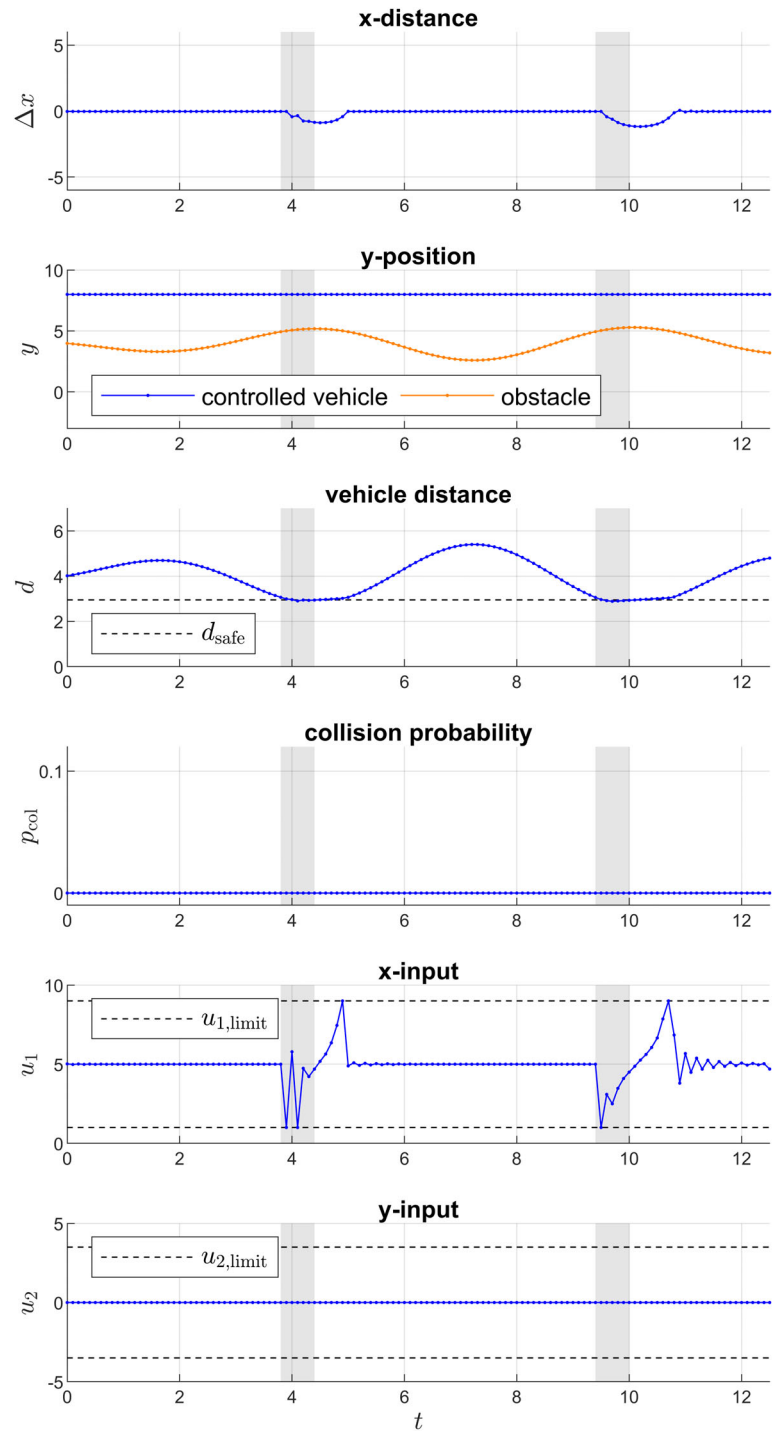 x-distance
5
0
-5
Δx
0 2 4 6 8 10 12
y-position
10
5
0
y
controlled vehicle obstacle
0 2 4 6 8 10 12
vehicle distance
6
4
2
0
d
d_safe
0 2 4 6 8 10 12
collision probability
0.1
0
p_col
0 2 4 6 8 10 12
x-input
10
5
0
u_1
u_1,limit
0 2 4 6 8 10 12
y-input
5
0
-5
u_2
u_2,limit
0 2 4 6 8 10 12
t